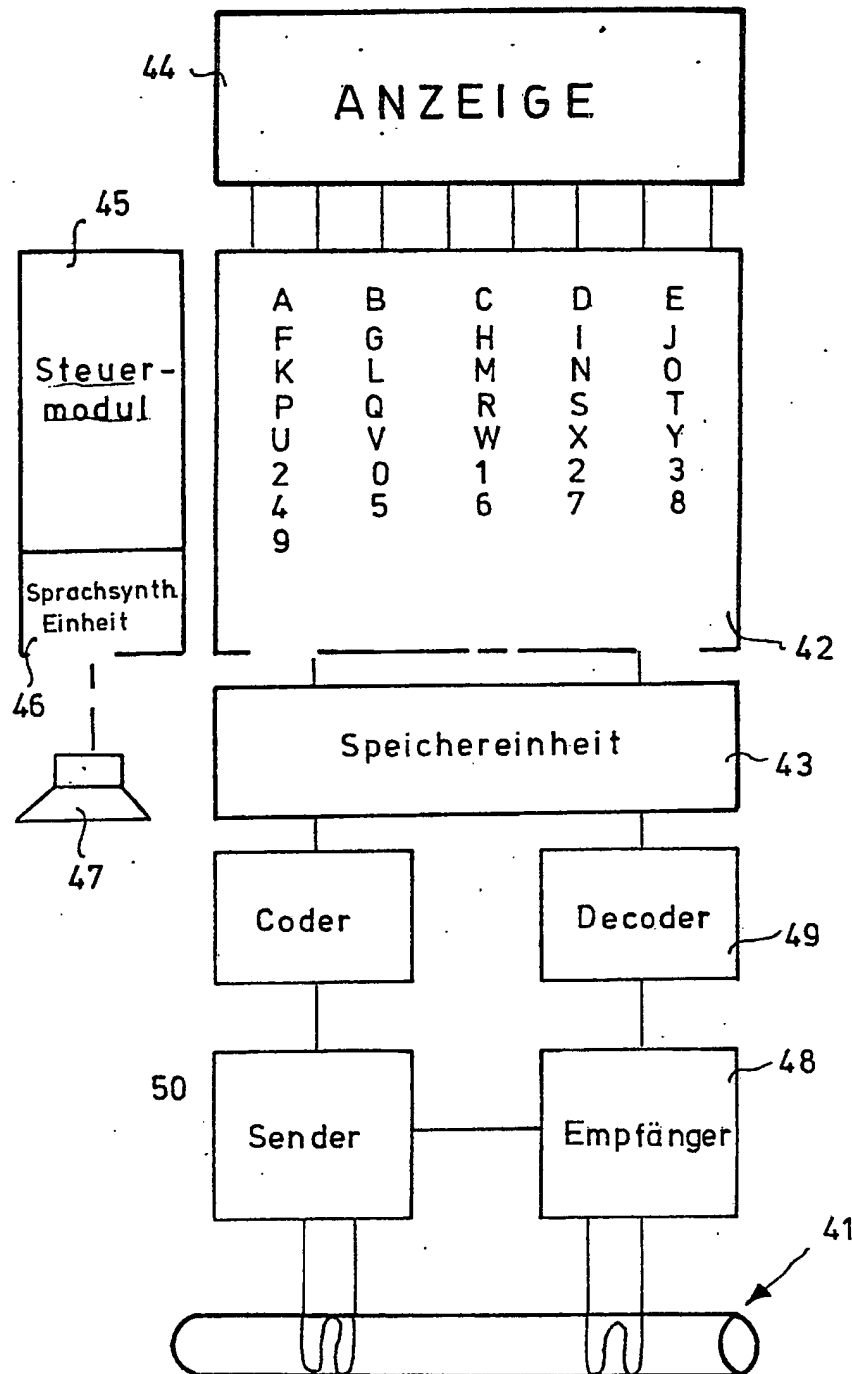 44
ANZEIGE
45
Steuer-
modul
A B C D E
F G H I J
K L M N O
P Q R S T
U V W X Y
2 0 1 2 3
4 5 6 7 8
9
Sprachsynth.
Einheit
42
46
Speichereinheit
43
47
Coder
Decoder
49
50
48
Sender
Empfänger
41